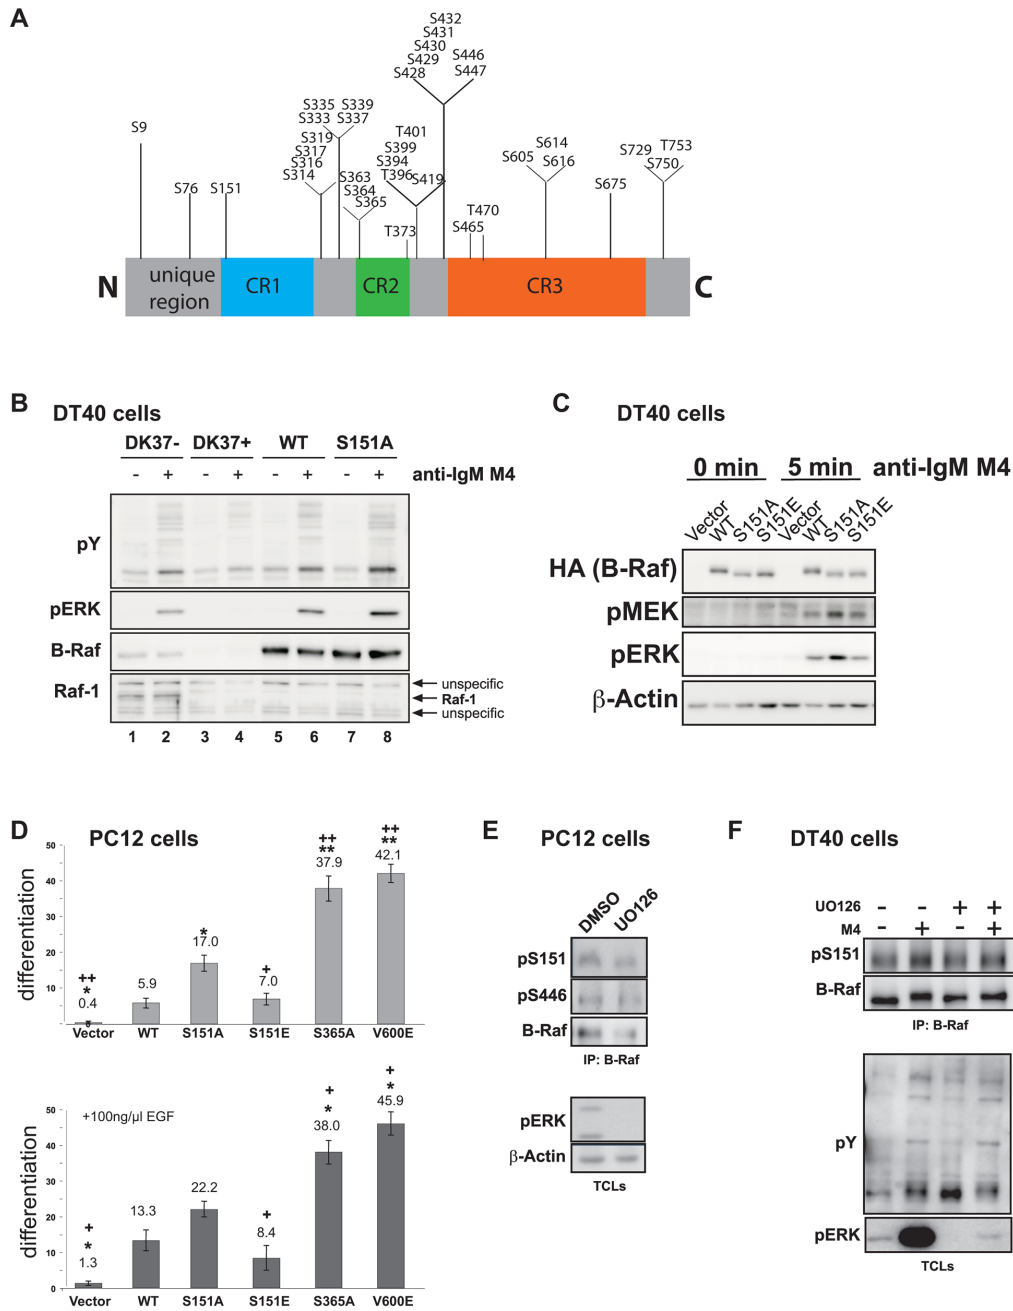 A
S432
S431
S430
S429
S428
S446
S447
S335
S333
S339
S337
S319
S317
S316
S314
T401
S399
S394
T396
S419
S363
S364
S365
T373
S9
S76
S151
T470
S465
S614
S605
S616
S675
S729
T753
S750
N
unique
region
CR1
CR2
CR3
C
B
DT40 cells
DK37- DK37+ WT S151A
- + - + - + - + anti-IgM M4
pY
pERK
B-Raf
Raf-1
unspecific
Raf-1
unspecific
1 2 3 4 5 6 7 8
C
DT40 cells
0 min 5 min anti-IgM M4
Vector WT S151A S151E Vector WT S151A S151E
HA (B-Raf)
pMEK
pERK
β-Actin
D
PC12 cells
differentiation
50
40
30
20
10
0
++
*
0.4
5.9
*
17.0
+
7.0
++
**
37.9
++
**
42.1
Vector WT S151A S151E S365A V600E
+100ng/μl EGF
differentiation
50
40
30
20
10
0
+
*
1.3
13.3
22.2
+
8.4
+
*
38.0
+
*
45.9
Vector WT S151A S151E S365A V600E
E
PC12 cells
DMSO UO126
pS151
pS446
B-Raf
IP: B-Raf
pERK
β-Actin
TCLs
F
DT40 cells
UO126 - - + +
M4 - + - +
pS151
B-Raf
IP: B-Raf
pY
pERK
TCLs